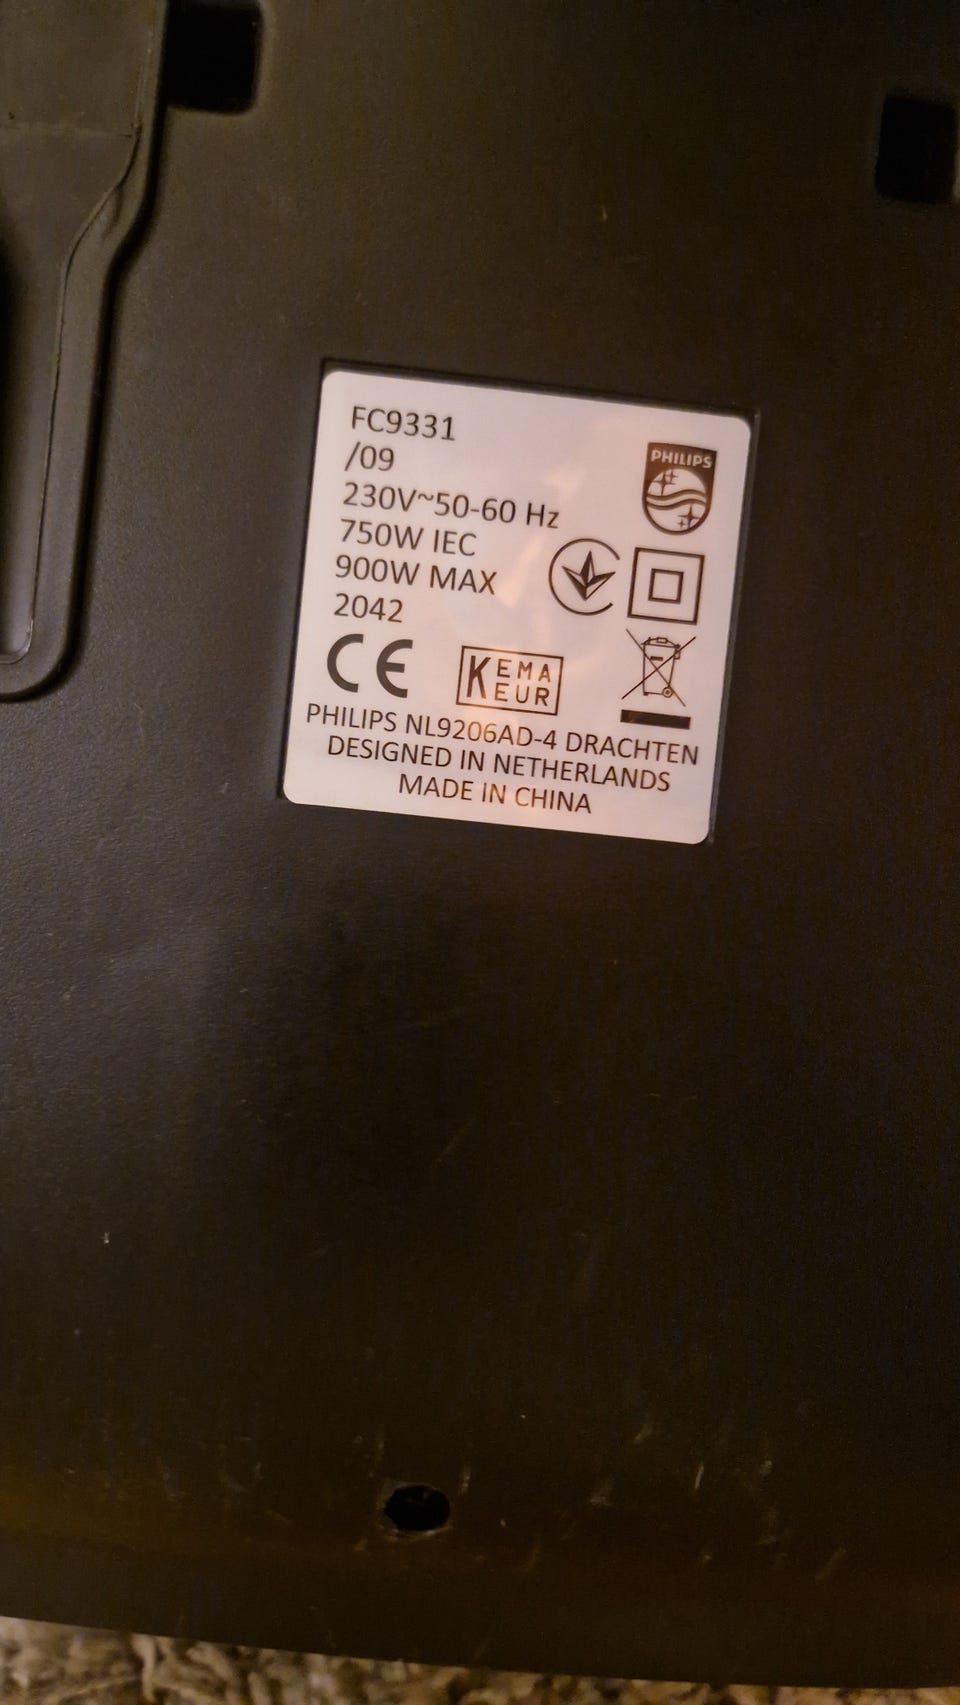 FC9331
/09
230V~50-60 Hz
750W IEC
900W MAX
2042
PHILIPS
CE
KEMA
EUR
PHILIPS NL9206AD-4 DRACHTEN
DESIGNED IN NETHERLANDS
MADE IN CHINA